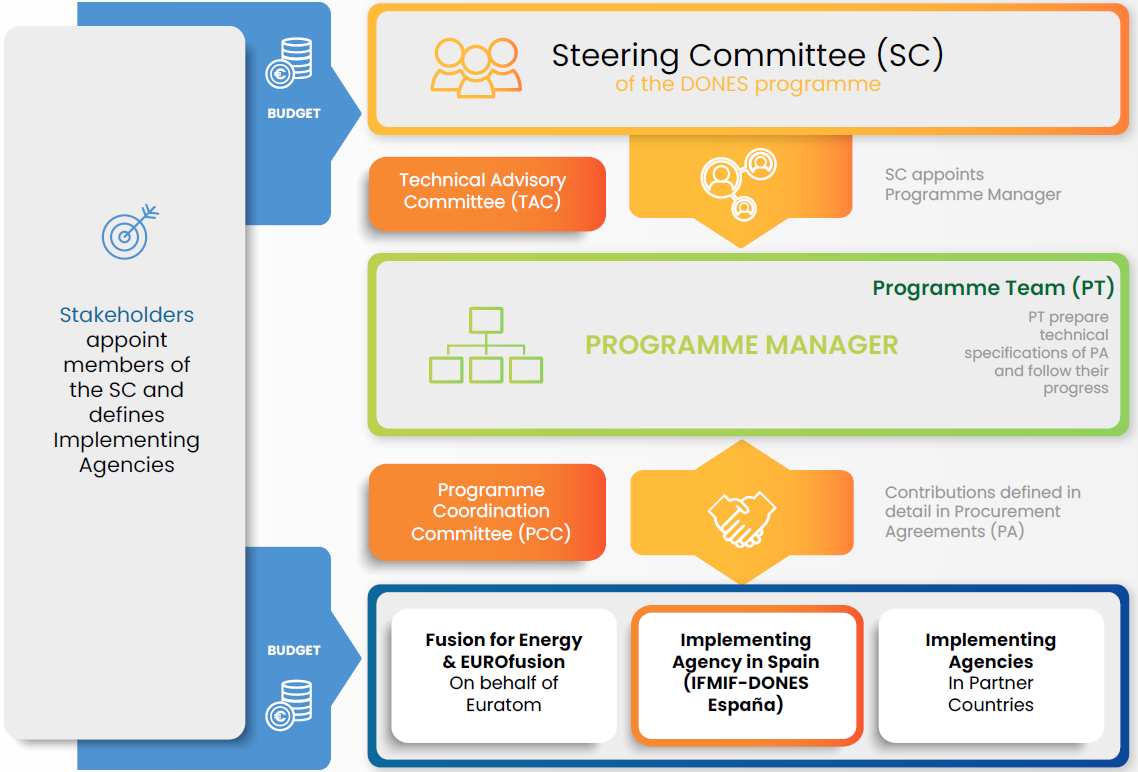 Stakeholders
appoint
members of
the SC and
defines
Implementing
Agencies
BUDGET
Steering Committee (SC)
of the DONES programme
Technical Advisory
Committee (TAC)
SC appoints
Programme Manager
Programme Team (PT)
PROGRAMME MANAGER
PT prepare
technical
specifications of PA
and follow their
progress
Programme
Coordination
Committee (PCC)
Contributions defined in
detail in Procurement
Agreements (PA)
BUDGET
Fusion for Energy
& EUROfusion
On behalf of
Euratom
Implementing
Agency in Spain
(IFMIF-DONES
España)
Implementing
Agencies
In Partner
Countries